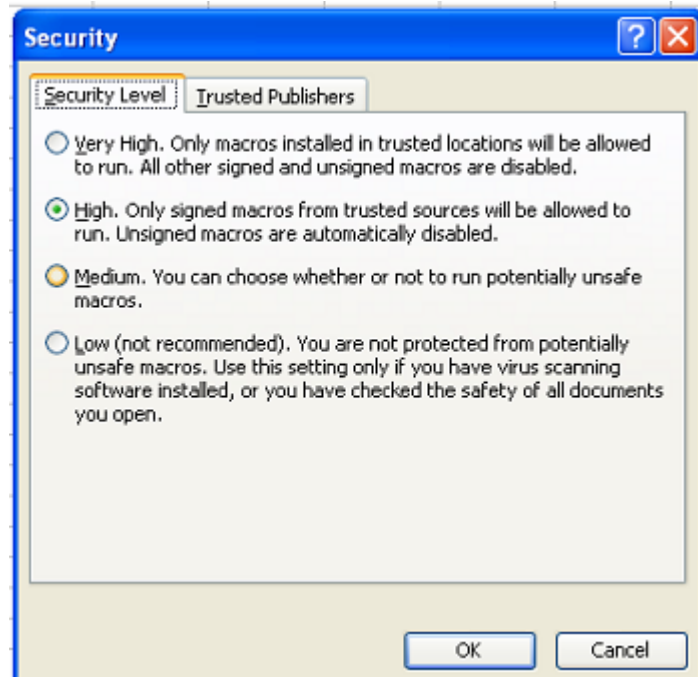 Security
Security Level
Trusted Publishers
Very High. Only macros installed in trusted locations will be allowed
to run. All other signed and unsigned macros are disabled.
High. Only signed macros from trusted sources will be allowed to
run. Unsigned macros are automatically disabled.
Medium. You can choose whether or not to run potentially unsafe
macros.
Low (not recommended). You are not protected from potentially
unsafe macros. Use this setting only if you have virus scanning
software installed, or you have checked the safety of all documents
you open.
OK
Cancel